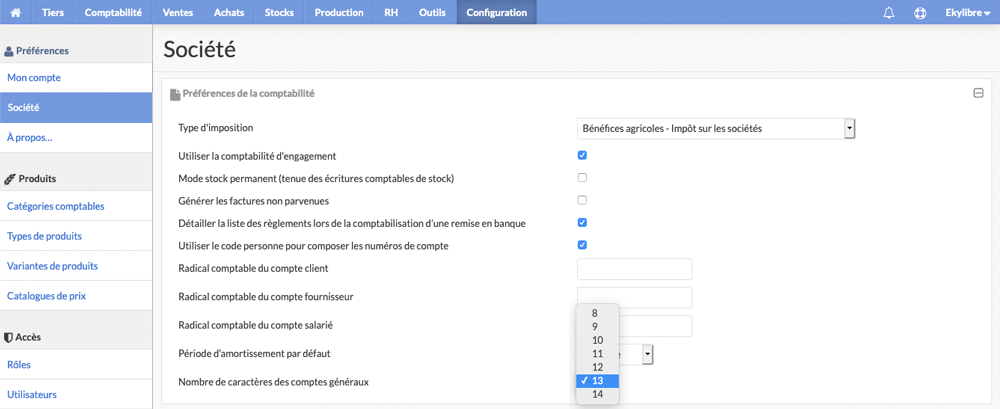 Tiers Comptabilité Ventes Achats Stocks Production RH Outils Configuration Ekylibre
Préférences
Mon compte
Société
À propos...
Produits
Catégories comptables
Types de produits
Variantes de produits
Catalogues de prix
Accès
Rôles
Utilisateurs
Société
Préférences de la comptabilité
Type d'imposition Bénéfices agricoles - Impôt sur les sociétés
Utiliser la comptabilité d'engagement
Mode stock permanent (tenue des écritures comptables de stock)
Générer les factures non parvenues
Détailler la liste des règlements lors de la comptabilisation d’une remise en banque
Utiliser le code personne pour composer les numéros de compte
Radical comptable du compte client
Radical comptable du compte fournisseur
Radical comptable du compte salarié
Période d'amortissement par défaut
Nombre de caractères des comptes généraux
8
9
10
11
12
✓ 13
14